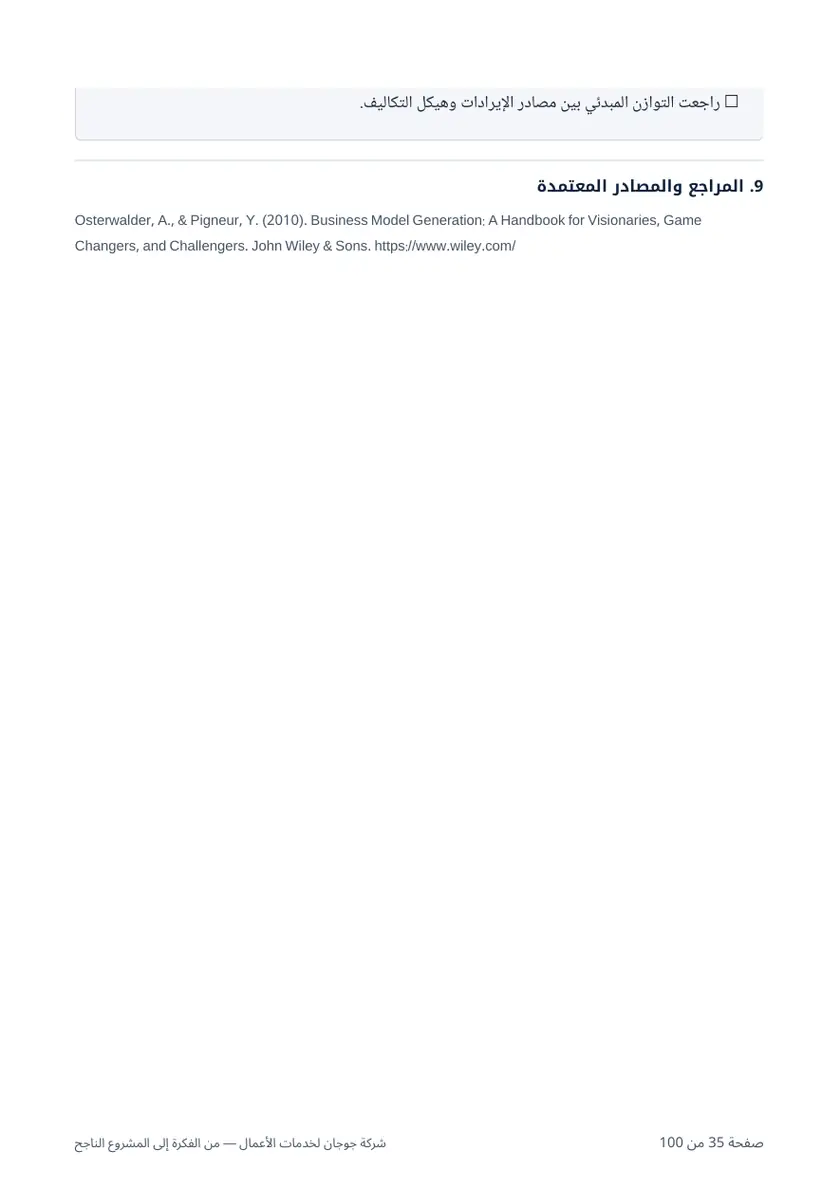 ☐ راجعت التوازن المبدئي بين مصادر الإيرادات وهيكل التكاليف.
9. المراجع والمصادر المعتمدة
Osterwalder, A., & Pigneur, Y. (2010). Business Model Generation: A Handbook for Visionaries, Game
Changers, and Challengers. John Wiley & Sons. https://www.wiley.com/
صفحة 35 من 100
شركة جوجان لخدمات الأعمال — من الفكرة إلى المشروع الناجح